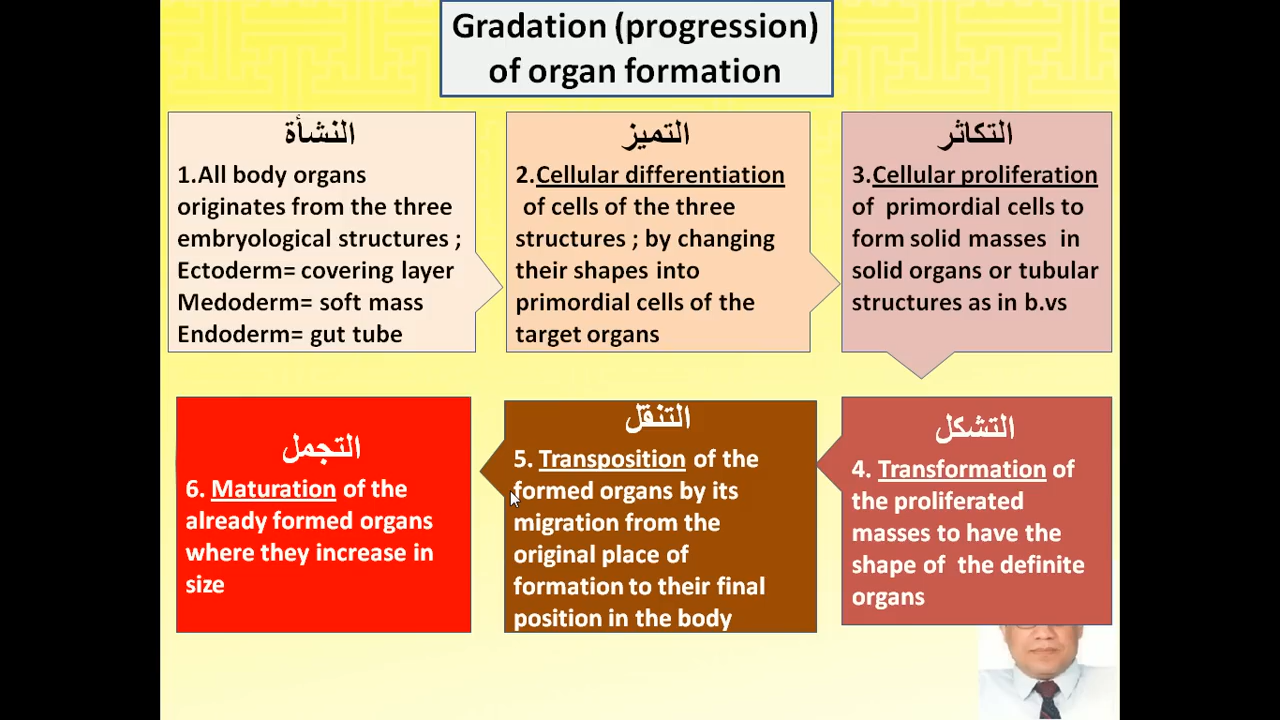 Gradation (progression)
of organ formation
النشأة
1.All body organs
originates from the three
embryological structures ;
Ectoderm= covering layer
Medoderm= soft mass
Endoderm= gut tube
التميز
2.Cellular differentiation
of cells of the three
structures ; by changing
their shapes into
primordial cells of the
target organs
التكاثر
3.Cellular proliferation
of primordial cells to
form solid masses in
solid organs or tubular
structures as in b.vs
التشكل
4. Transformation of
the proliferated
masses to have the
shape of the definite
organs
التنقل
5. Transposition of the
formed organs by its
migration from the
original place of
formation to their final
position in the body
التجمل
6. Maturation of the
already formed organs
where they increase in
size